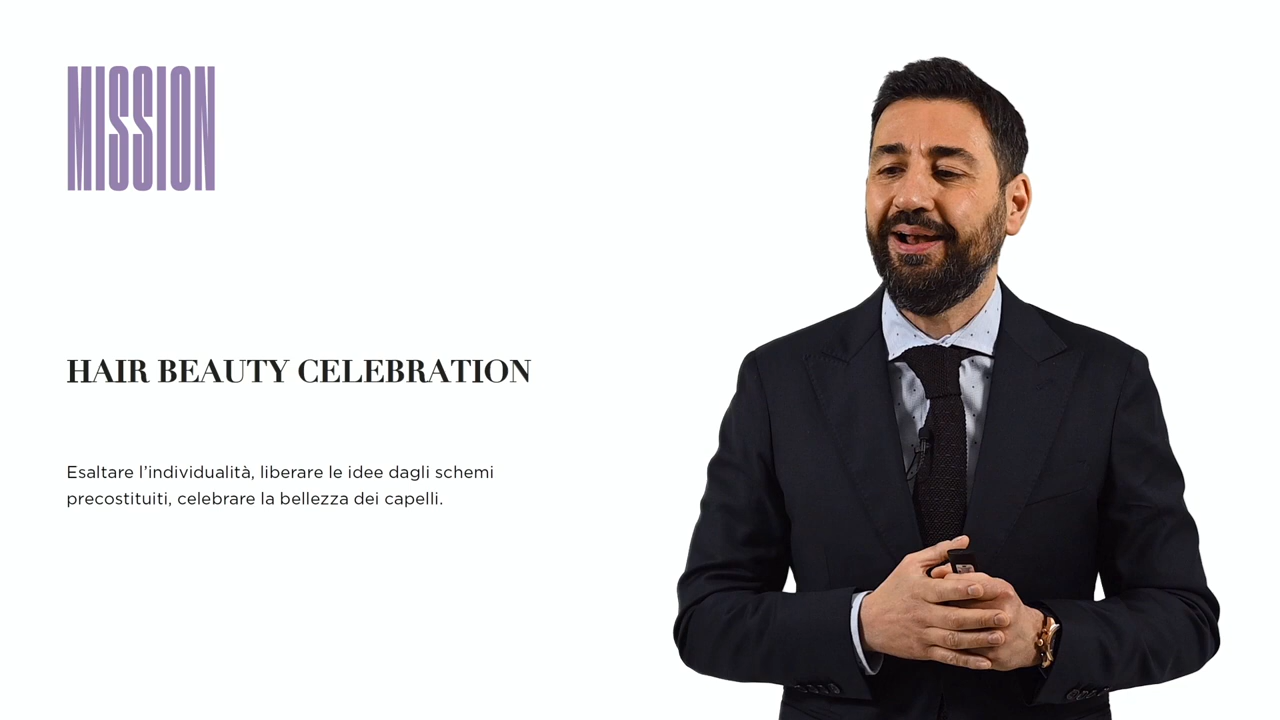 MISSION
HAIR BEAUTY CELEBRATION
Esaltare l’individualità, liberare le idee dagli schemi
precostituiti, celebrare la bellezza dei capelli.